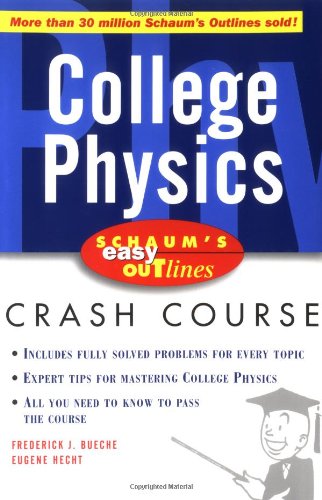 More than 30 million Schaum's Outlines sold!
College
Physics
SCHAUM'S
easy
OUTlines
CRASH COURSE
• INCLUDES FULLY SOLVED PROBLEMS FOR EVERY TOPIC
• EXPERT TIPS FOR MASTERING COLLEGE PHYSICS
• ALL YOU NEED TO KNOW TO PASS
THE COURSE
FREDERICK J. BUECHE
EUGENE HECHT
Copyrighted Material